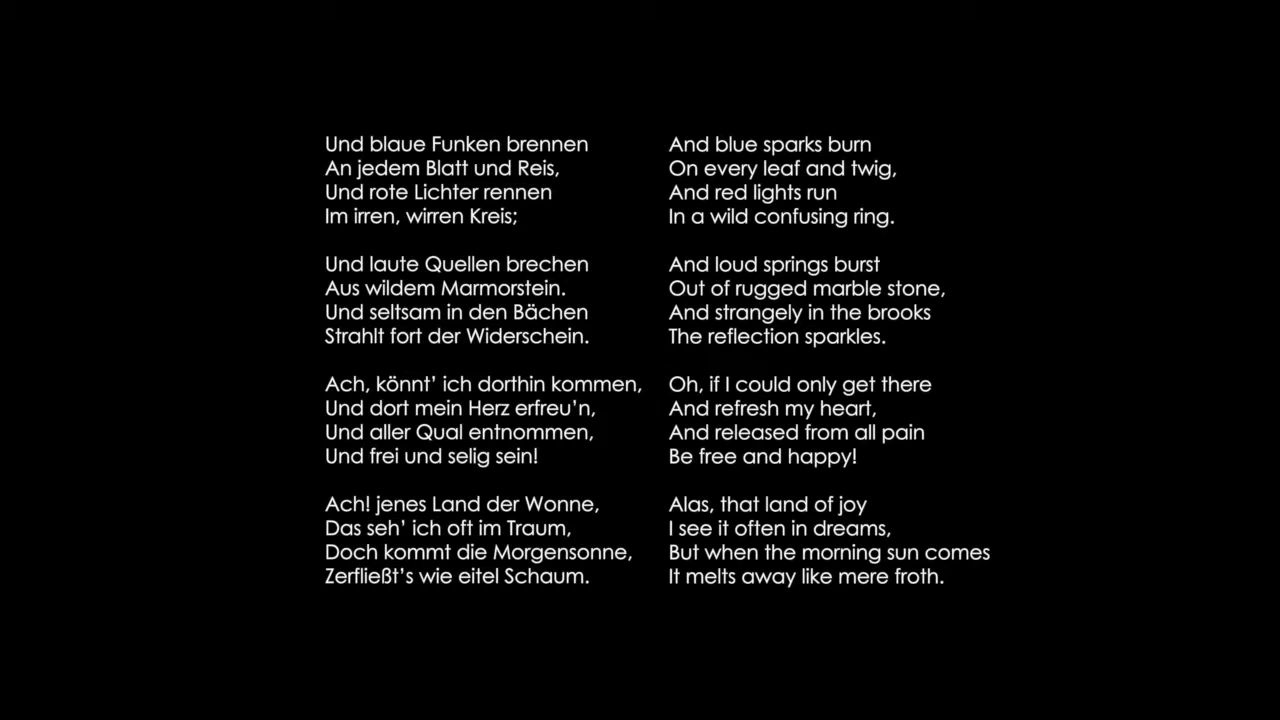 Und blaue Funken brennen
An jedem Blatt und Reis,
Und rote Lichter rennen
Im irren, wirren Kreis;
Und laute Quellen brechen
Aus wildem Marmorstein.
Und seltsam in den Bächen
Strahlt fort der Widerschein.
Ach, könnt’ ich dorthin kommen,
Und dort mein Herz erfreu’n,
Und aller Qual entnommen,
Und frei und selig sein!
Ach! jenes Land der Wonne,
Das seh’ ich oft im Traum,
Doch kommt die Morgensonne,
Zerfließt’s wie eitel Schaum.
And blue sparks burn
On every leaf and twig,
And red lights run
In a wild confusing ring.
And loud springs burst
Out of rugged marble stone,
And strangely in the brooks
The reflection sparkles.
Oh, if I could only get there
And refresh my heart,
And released from all pain
Be free and happy!
Alas, that land of joy
I see it often in dreams,
But when the morning sun comes
It melts away like mere froth.